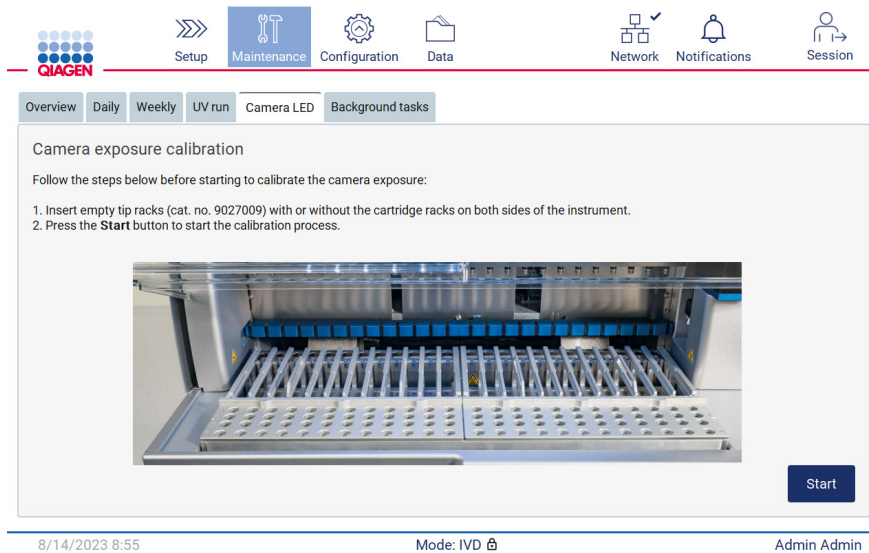 QIAGEN
Setup
Maintenance
Configuration
Data
Network
Notifications
Session
Overview
Daily
Weekly
UV run
Camera LED
Background tasks
Camera exposure calibration
Follow the steps below before starting to calibrate the camera exposure:
1. Insert empty tip racks (cat. no. 9027009) with or without the cartridge racks on both sides of the instrument.
2. Press the Start button to start the calibration process.
Start
8/14/2023 8:55
Mode: IVD
Admin Admin